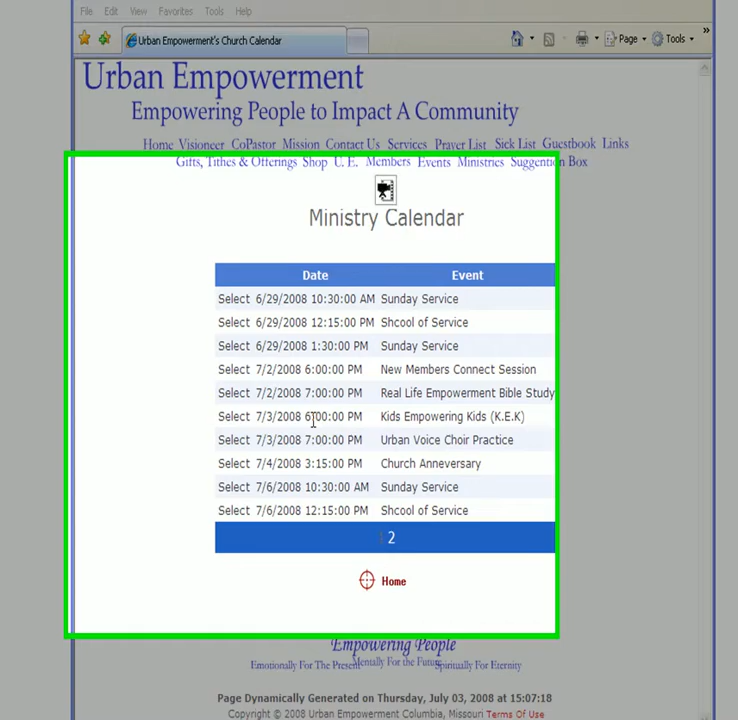 File Edit View Favorites Tools Help
Urban Empowerment's Church Calendar
Page Tools »
Urban Empowerment
Empowering People to Impact A Community
Home Visioneer CoPastor Mission Contact Us Services Prayer List Sick List Guestbook Links
Gifts, Tithes & Offerings Shop U. E. Members Events Ministries Suggention Box
Ministry Calendar
Date Event
Select 6/29/2008 10:30:00 AM Sunday Service
Select 6/29/2008 12:15:00 PM Shcool of Service
Select 6/29/2008 1:30:00 PM Sunday Service
Select 7/2/2008 6:00:00 PM New Members Connect Session
Select 7/2/2008 7:00:00 PM Real Life Empowerment Bible Study
Select 7/3/2008 6:00:00 PM Kids Empowering Kids (K.E.K)
Select 7/3/2008 7:00:00 PM Urban Voice Choir Practice
Select 7/4/2008 3:15:00 PM Church Anneversary
Select 7/6/2008 10:30:00 AM Sunday Service
Select 7/6/2008 12:15:00 PM Shcool of Service
1 2
Home
Empowering People
Emotionally For The Present Mentally For the Future Spiritually For Eternity
Page Dynamically Generated on Thursday, July 03, 2008 at 15:07:18
Copyright © 2008 Urban Empowerment Columbia, Missouri Terms Of Use